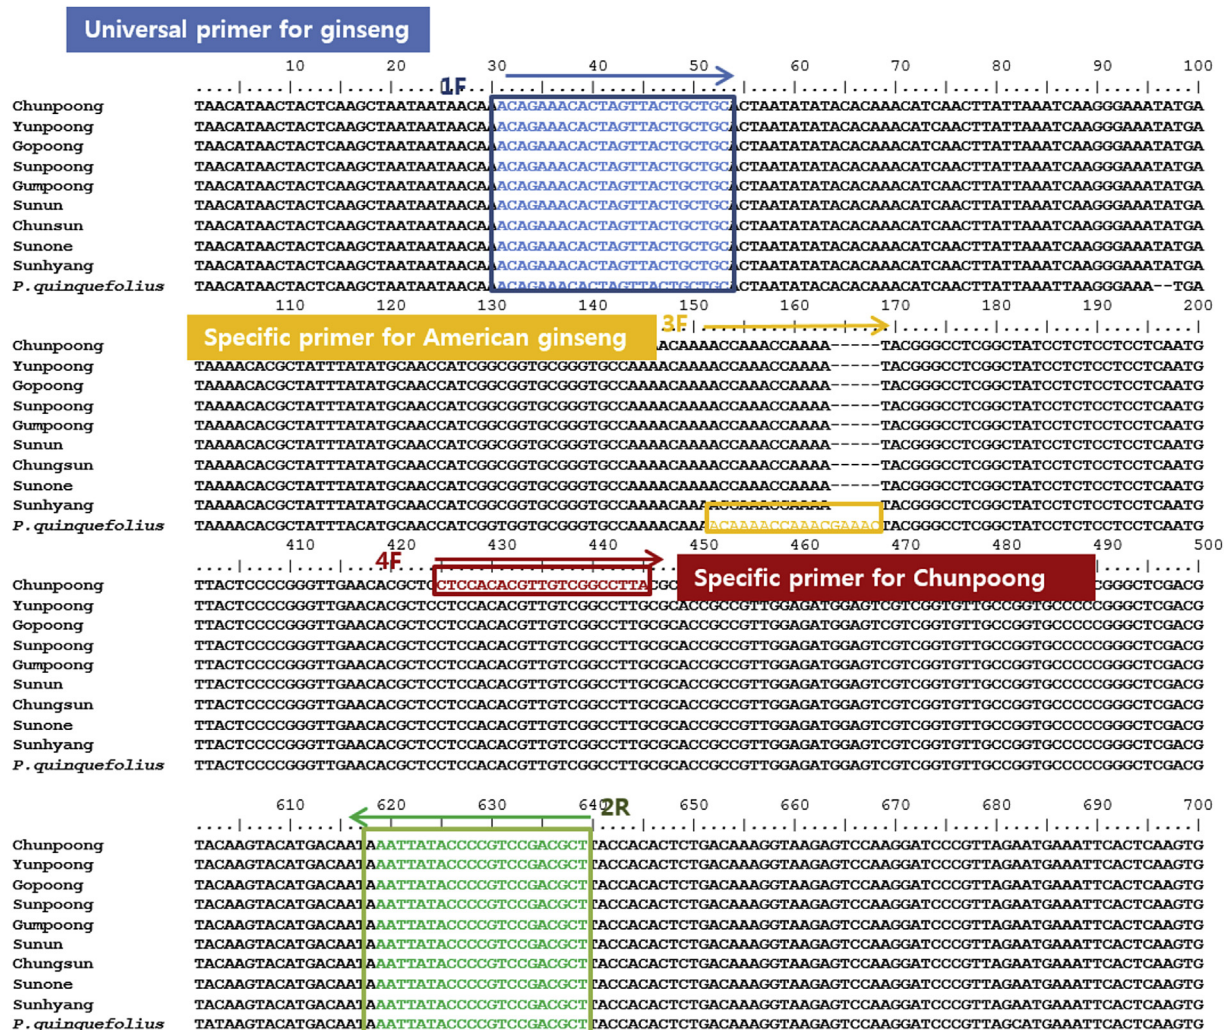 Universal primer for ginseng
10 20 30 40 50 60 70 80 90 100
1F
Chunpoong TAACATAACTACTCAAGCTAATAATAACAAACAGAAACACTAGTTACTGCTGCACTAATATATACACAAACATCAACTTATTAAATCAAGGGAAATATGA
Yunpoong TAACATAACTACTCAAGCTAATAATAACAAACAGAAACACTAGTTACTGCTGCACTAATATATACACAAACATCAACTTATTAAATCAAGGGAAATATGA
Gopoong TAACATAACTACTCAAGCTAATAATAACAAACAGAAACACTAGTTACTGCTGCACTAATATATACACAAACATCAACTTATTAAATCAAGGGAAATATGA
Sunpoong TAACATAACTACTCAAGCTAATAATAACAAACAGAAACACTAGTTACTGCTGCACTAATATATACACAAACATCAACTTATTAAATCAAGGGAAATATGA
Gumpoong TAACATAACTACTCAAGCTAATAATAACAAACAGAAACACTAGTTACTGCTGCACTAATATATACACAAACATCAACTTATTAAATCAAGGGAAATATGA
Sunun TAACATAACTACTCAAGCTAATAATAACAAACAGAAACACTAGTTACTGCTGCACTAATATATACACAAACATCAACTTATTAAATCAAGGGAAATATGA
Chunsun TAACATAACTACTCAAGCTAATAATAACAAACAGAAACACTAGTTACTGCTGCACTAATATATACACAAACATCAACTTATTAAATCAAGGGAAATATGA
Sunone TAACATAACTACTCAAGCTAATAATAACAAACAGAAACACTAGTTACTGCTGCACTAATATATACACAAACATCAACTTATTAAATCAAGGGAAATATGA
Sunhyang TAACATAACTACTCAAGCTAATAATAACAAACAGAAACACTAGTTACTGCTGCACTAATATATACACAAACATCAACTTATTAAATCAAGGGAAATATGA
P.quinquefolius TAACATAACTACTCAAGCTAATAATAACAAACAGAAACACTAGTTACTGCTGCACTAATATACACACAAACATCAACTTATTAAATTAAGGGAAA--TGA
110 120 130 140 150 160 170 180 190 200
Specific primer for American ginseng 3F
Chunpoong ACAAAACCAAACCAAAA-----TACGGGCCTCGGCTATCCTCTCCTCCTCAATG
Yunpoong TAAAACACGCTATTTATATGCAACCATCGGCGGTGCGGGTGCCAAAACAAAACCAAACCAAAA-----TACGGGCCTCGGCTATCCTCTCCTCCTCAATG
Gopoong TAAAACACGCTATTTATATGCAACCATCGGCGGTGCGGGTGCCAAAACAAAACCAAACCAAAA-----TACGGGCCTCGGCTATCCTCTCCTCCTCAATG
Sunpoong TAAAACACGCTATTTATATGCAACCATCGGCGGTGCGGGTGCCAAAACAAAACCAAACCAAAA-----TACGGGCCTCGGCTATCCTCTCCTCCTCAATG
Gumpoong TAAAACACGCTATTTATATGCAACCATCGGCGGTGCGGGTGCCAAAACAAAACCAAACCAAAA-----TACGGGCCTCGGCTATCCTCTCCTCCTCAATG
Sunun TAAAACACGCTATTTATATGCAACCATCGGCGGTGCGGGTGCCAAAACAAAACCAAACCAAAA-----TACGGGCCTCGGCTATCCTCTCCTCCTCAATG
Chungsun TAAAACACGCTATTTATATGCAACCATCGGCGGTGCGGGTGCCAAAACAAAACCAAACCAAAA-----TACGGGCCTCGGCTATCCTCTCCTCCTCAATG
Sunone TAAAACACGCTATTTATATGCAACCATCGGCGGTGCGGGTGCCAAAACAAAACCAAACCAAAA-----TACGGGCCTCGGCTATCCTCTCCTCCTCAATG
Sunhyang TAAAACACGCTATTTATATGCAACCATCGGCGGTGCGGGTGCCAAAACAAAACCAAACCAAAA TACGGGCCTCGGCTATCCTCTCCTCCTCAATG
P.quinquefolius TAAAACACGCTATTTACATGCAACCATCGGTGGTGCGGGTGCCAAAACAAAACAAAACCAAACGAAACTACGGGCCTCGGCTATCCTCTCCTCCTCAATG
410 420 430 440 450 460 470 480 490 500
4F
Chunpoong TTACTCCCCGGGTTGAACACGCTCCTCCACACGTTGTCGGCCTTACGC Specific primer for Chunpoong CGGGCTCGACG
Yunpoong TTACTCCCCGGGTTGAACACGCTCCTCCACACGTTGTCGGCCTTGCGCACCGCCGTTGGAGATGGAGTCGTCGGTGTTGCCGGTGCCCCCGGGCTCGACG
Gopoong TTACTCCCCGGGTTGAACACGCTCCTCCACACGTTGTCGGCCTTGCGCACCGCCGTTGGAGATGGAGTCGTCGGTGTTGCCGGTGCCCCCGGGCTCGACG
Sunpoong TTACTCCCCGGGTTGAACACGCTCCTCCACACGTTGTCGGCCTTGCGCACCGCCGTTGGAGATGGAGTCGTCGGTGTTGCCGGTGCCCCCGGGCTCGACG
Gumpoong TTACTCCCCGGGTTGAACACGCTCCTCCACACGTTGTCGGCCTTGCGCACCGCCGTTGGAGATGGAGTCGTCGGTGTTGCCGGTGCCCCCGGGCTCGACG
Sunun TTACTCCCCGGGTTGAACACGCTCCTCCACACGTTGTCGGCCTTGCGCACCGCCGTTGGAGATGGAGTCGTCGGTGTTGCCGGTGCCCCCGGGCTCGACG
Chungsun TTACTCCCCGGGTTGAACACGCTCCTCCACACGTTGTCGGCCTTGCGCACCGCCGTTGGAGATGGAGTCGTCGGTGTTGCCGGTGCCCCCGGGCTCGACG
Sunone TTACTCCCCGGGTTGAACACGCTCCTCCACACGTTGTCGGCCTTGCGCACCGCCGTTGGAGATGGAGTCGTCGGTGTTGCCGGTGCCCCCGGGCTCGACG
Sunhyang TTACTCCCCGGGTTGAACACGCTCCTCCACACGTTGTCGGCCTTGCGCACCGCCGTTGGAGATGGAGTCGTCGGTGTTGCCGGTGCCCCCGGGCTCGACG
P.quinquefolius TTACTCCCCGGGTTGAACACGCTCCTCCACACGTTGTCGGCCTTGCGCACCGCCGTTGGAGATGGAGTCGTCGGTGTTGCCGGTGCCCCCGGGCTCGACG
610 620 630 640 650 660 670 680 690 700
2R
Chunpoong TACAAGTACATGACAATAAATTATACCCCGTCCGACGCTTACCACACTCTGACAAAGGTAAGAGTCCAAGGATCCCGTTAGAATGAAATTCACTCAAGTG
Yunpoong TACAAGTACATGACAATAAATTATACCCCGTCCGACGCTTACCACACTCTGACAAAGGTAAGAGTCCAAGGATCCCGTTAGAATGAAATTCACTCAAGTG
Gopoong TACAAGTACATGACAATAAATTATACCCCGTCCGACGCTTACCACACTCTGACAAAGGTAAGAGTCCAAGGATCCCGTTAGAATGAAATTCACTCAAGTG
Sunpoong TACAAGTACATGACAATAAATTATACCCCGTCCGACGCTTACCACACTCTGACAAAGGTAAGAGTCCAAGGATCCCGTTAGAATGAAATTCACTCAAGTG
Gumpoong TACAAGTACATGACAATAAATTATACCCCGTCCGACGCTTACCACACTCTGACAAAGGTAAGAGTCCAAGGATCCCGTTAGAATGAAATTCACTCAAGTG
Sunun TACAAGTACATGACAATAAATTATACCCCGTCCGACGCTTACCACACTCTGACAAAGGTAAGAGTCCAAGGATCCCGTTAGAATGAAATTCACTCAAGTG
Chungsun TACAAGTACATGACAATAAATTATACCCCGTCCGACGCTTACCACACTCTGACAAAGGTAAGAGTCCAAGGATCCCGTTAGAATGAAATTCACTCAAGTG
Sunone TACAAGTACATGACAATAAATTATACCCCGTCCGACGCTTACCACACTCTGACAAAGGTAAGAGTCCAAGGATCCCGTTAGAATGAAATTCACTCAAGTG
Sunhyang TACAAGTACATGACAATAAATTATACCCCGTCCGACGCTTACCACACTCTGACAAAGGTAAGAGTCCAAGGATCCCGTTAGAATGAAATTCACTCAAGTG
P.quinquefolius TATAAGTACATGACAATAAATTATACCCCGTCCGACGCTTACCACACTCTGACAAAGGTAAGAGTCCAAGGATCCCGTTAGCATGAAATTCACTCAAGTG